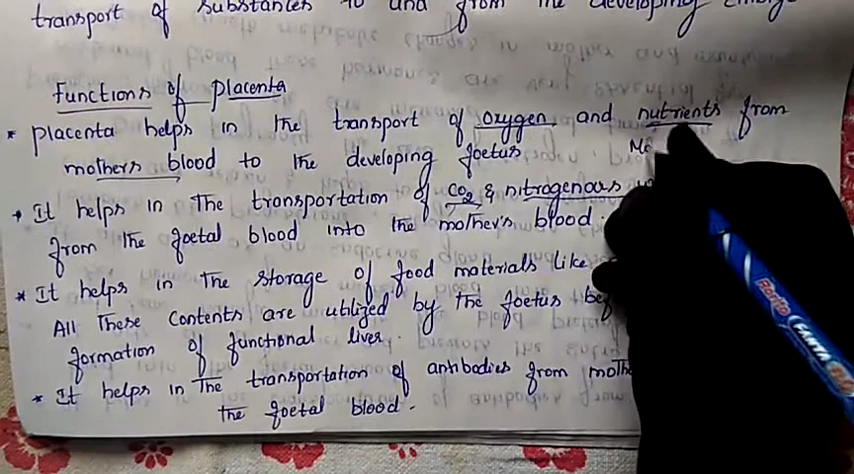 transport of substances to and from the developing
Functions of placenta
* placenta helps in the transport of oxygen and nutrients from
mothers blood to the developing foetus
* It helps in the transportation of CO2 & nitrogenous
from the foetal blood into the mother's blood.
* It helps in the storage of food materials like
All These contents are utilized by the foetus
formation of functional liver.
* It helps in the transportation of antibodies from
the foetal blood.